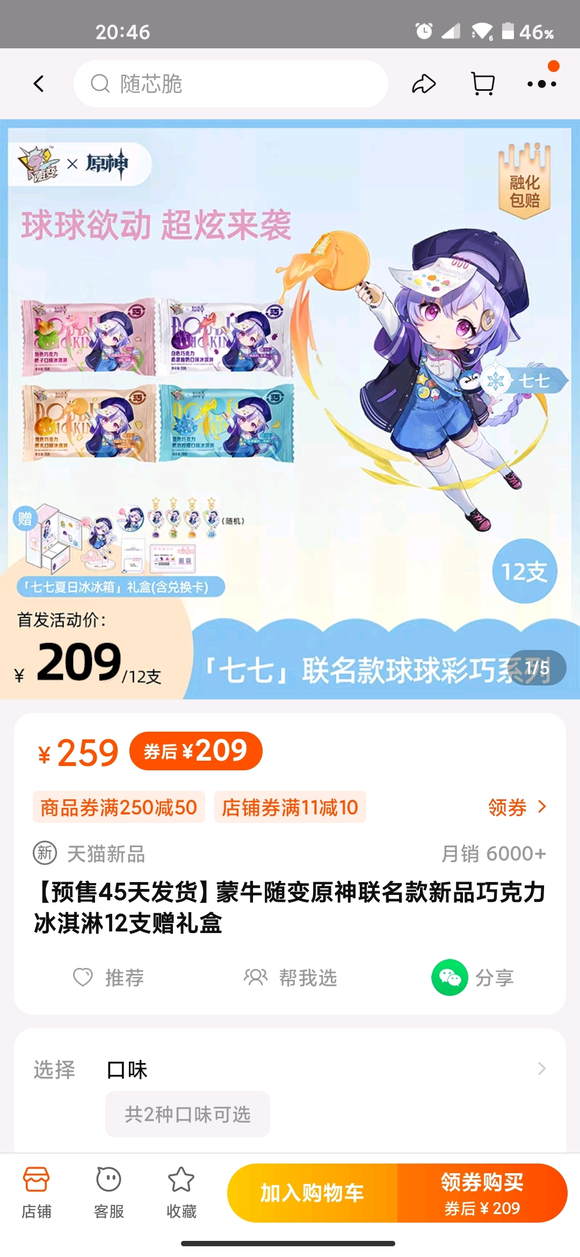 20:46
46%
随芯脆
随变 × 原神
融化
包赔
球球欲动 超炫来袭
七七
赠
(随机)
「七七夏日冰冰箱」礼盒(含兑换卡)
12支
首发活动价：
¥ 209/12支
「七七」联名款球球彩巧系列
1/5
¥259 券后¥209
商品券满250减50 店铺券满11减10 领券
新 天猫新品 月销 6000+
【预售45天发货】蒙牛随变原神联名款新品巧克力
冰淇淋12支赠礼盒
推荐 帮我选 分享
选择 口味
共2种口味可选
店铺 客服 收藏
加入购物车
领券购买
券后¥209